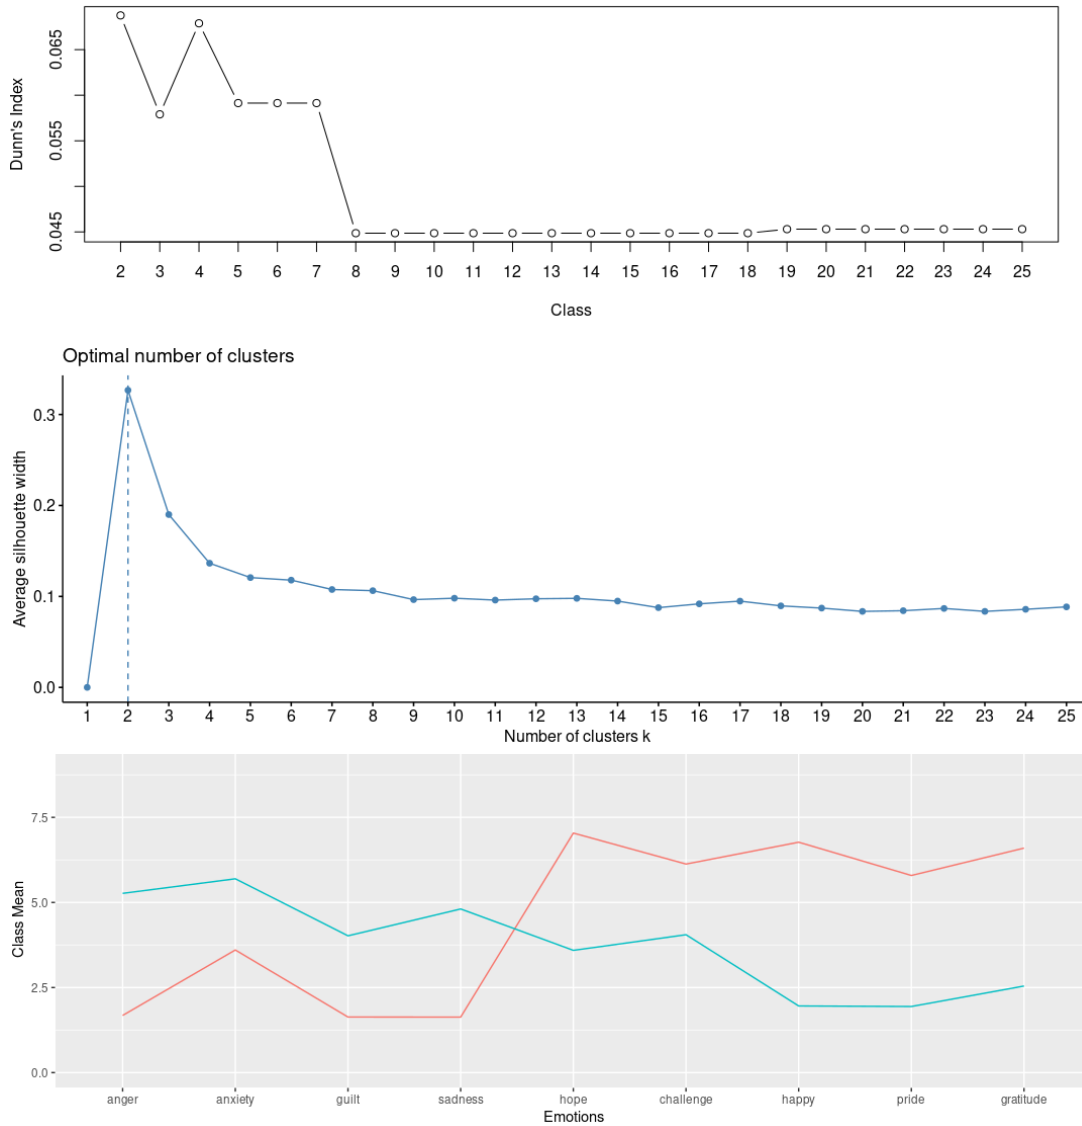 Dunn's Index
0.065
0.055
0.045
2 3 4 5 6 7 8 9 10 11 12 13 14 15 16 17 18 19 20 21 22 23 24 25
Class
Optimal number of clusters
Average silhouette width
0.3
0.2
0.1
0.0
1 2 3 4 5 6 7 8 9 10 11 12 13 14 15 16 17 18 19 20 21 22 23 24 25
Number of clusters k
Class Mean
7.5
5.0
2.5
0.0
anger anxiety guilt sadness hope challenge happy pride gratitude
Emotions